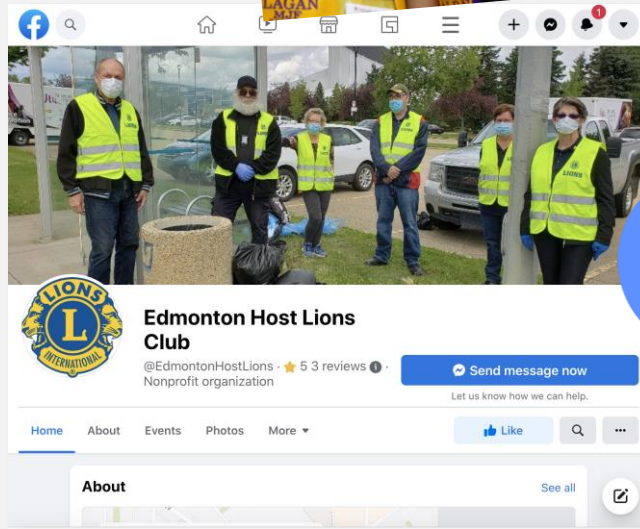 LAGAN
MJF
1
LIONS
LIONS
L
INTERNATIONAL
Edmonton Host Lions
Club
@EdmontonHostLions · 5 3 reviews ·
Nonprofit organization
Send message now
Let us know how we can help.
Home About Events Photos More
Like
About
See all